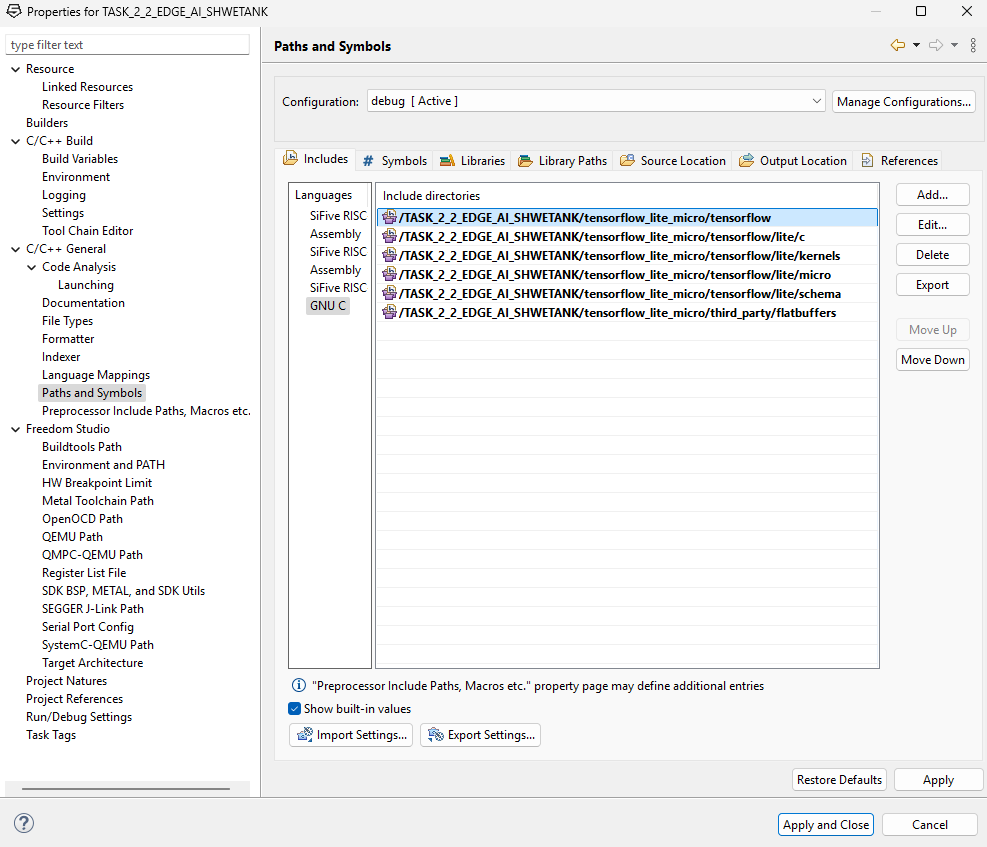 Properties for TASK_2_2_EDGE_AI_SHWETANK
type filter text
Resource
Linked Resources
Resource Filters
Builders
C/C++ Build
Build Variables
Environment
Logging
Settings
Tool Chain Editor
C/C++ General
Code Analysis
Launching
Documentation
File Types
Formatter
Indexer
Language Mappings
Paths and Symbols
Preprocessor Include Paths, Macros etc.
Freedom Studio
Buildtools Path
Environment and PATH
HW Breakpoint Limit
Metal Toolchain Path
OpenOCD Path
QEMU Path
QMPC-QEMU Path
Register List File
SDK BSP, METAL, and SDK Utils
SEGGER J-Link Path
Serial Port Config
SystemC-QEMU Path
Target Architecture
Project Natures
Project References
Run/Debug Settings
Task Tags
Paths and Symbols
Configuration:
debug [ Active ]
Manage Configurations...
Includes
# Symbols
Libraries
Library Paths
Source Location
Output Location
References
Languages
SiFive RISC
Assembly
SiFive RISC
Assembly
SiFive RISC
GNU C
Include directories
/TASK_2_2_EDGE_AI_SHWETANK/tensorflow_lite_micro/tensorflow
/TASK_2_2_EDGE_AI_SHWETANK/tensorflow_lite_micro/tensorflow/lite/c
/TASK_2_2_EDGE_AI_SHWETANK/tensorflow_lite_micro/tensorflow/lite/kernels
/TASK_2_2_EDGE_AI_SHWETANK/tensorflow_lite_micro/tensorflow/lite/micro
/TASK_2_2_EDGE_AI_SHWETANK/tensorflow_lite_micro/tensorflow/lite/schema
/TASK_2_2_EDGE_AI_SHWETANK/tensorflow_lite_micro/third_party/flatbuffers
Add...
Edit...
Delete
Export
Move Up
Move Down
"Preprocessor Include Paths, Macros etc." property page may define additional entries
Show built-in values
Import Settings...
Export Settings...
Restore Defaults
Apply
Apply and Close
Cancel